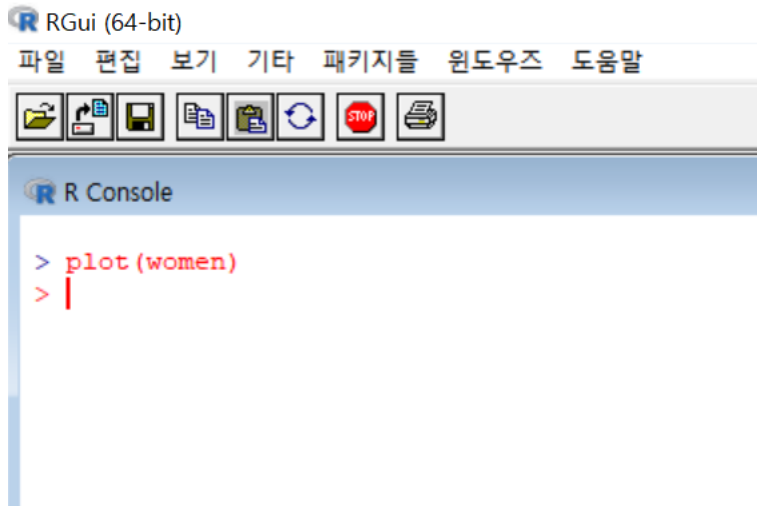 RGui (64-bit)
파일 편집 보기 기타 패키지들 윈도우즈 도움말
STOP
R Console
> plot(women)
>